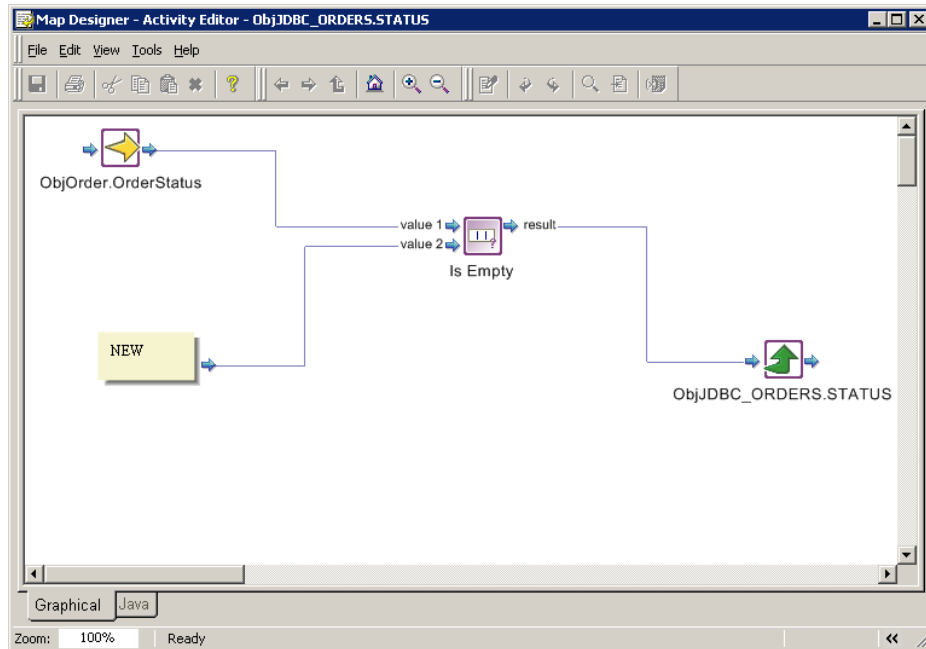 Map Designer - Activity Editor - ObjJDBC_ORDERS.STATUS
File Edit View Tools Help
ObjOrder.OrderStatus
value 1 result
value 2
Is Empty
NEW
ObjJDBC_ORDERS.STATUS
Graphical Java
Zoom: 100% Ready